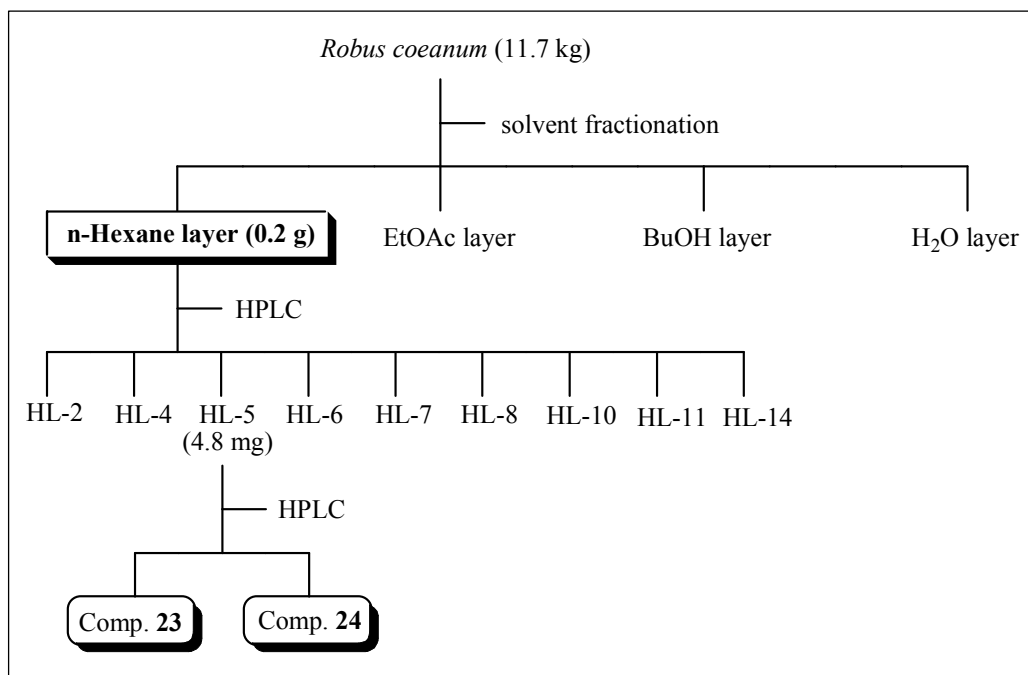 Robus coeanum (11.7 kg)
solvent fractionation
n-Hexane layer (0.2 g)
EtOAc layer
BuOH layer
H₂O layer
HPLC
HL-2
HL-4
HL-5
HL-6
HL-7
HL-8
HL-10
HL-11
HL-14
(4.8 mg)
HPLC
Comp. 23
Comp. 24